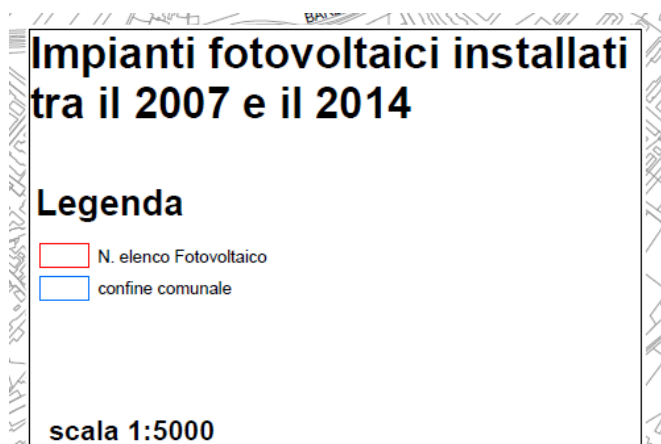 Impianti fotovoltaici installati
tra il 2007 e il 2014
Legenda
N. elenco Fotovoltaico
confine comunale
scala 1:5000